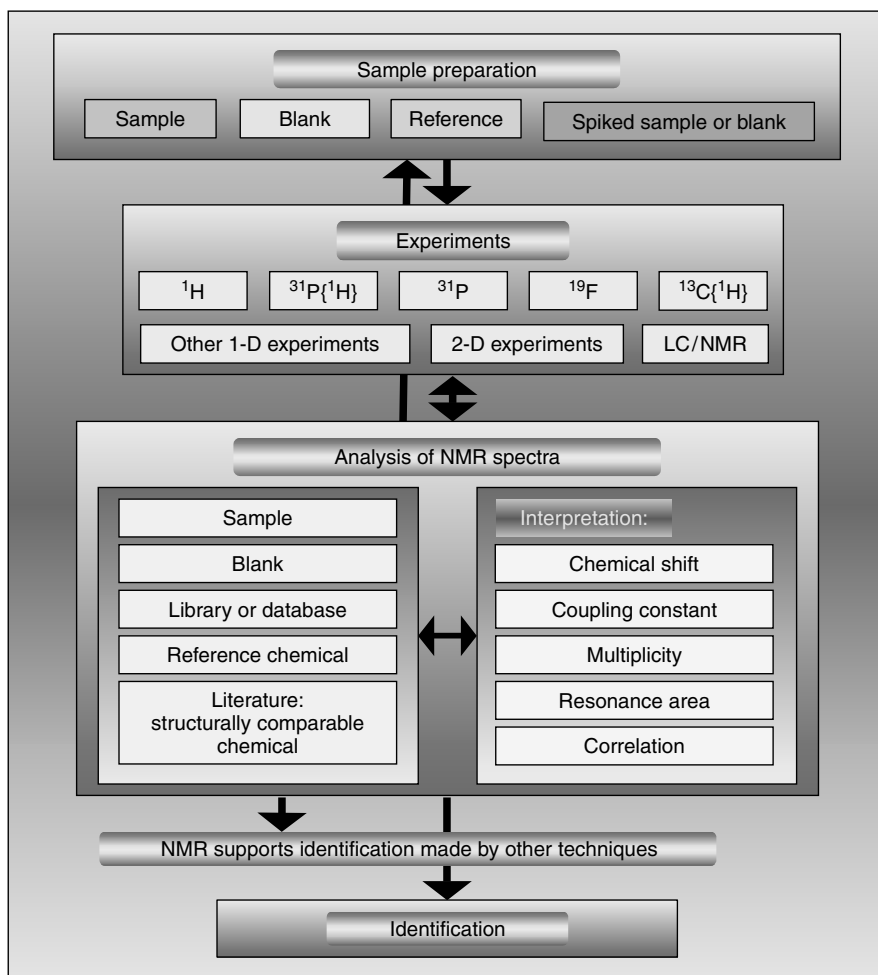 Sample preparation
Sample Blank Reference Spiked sample or blank
Experiments
¹H ³¹P{¹H} ³¹P ¹⁹F ¹³C{¹H}
Other 1-D experiments 2-D experiments LC/NMR
Analysis of NMR spectra
Sample
Blank
Library or database
Reference chemical
Literature:
structurally comparable
chemical
Interpretation:
Chemical shift
Coupling constant
Multiplicity
Resonance area
Correlation
NMR supports identification made by other techniques
Identification